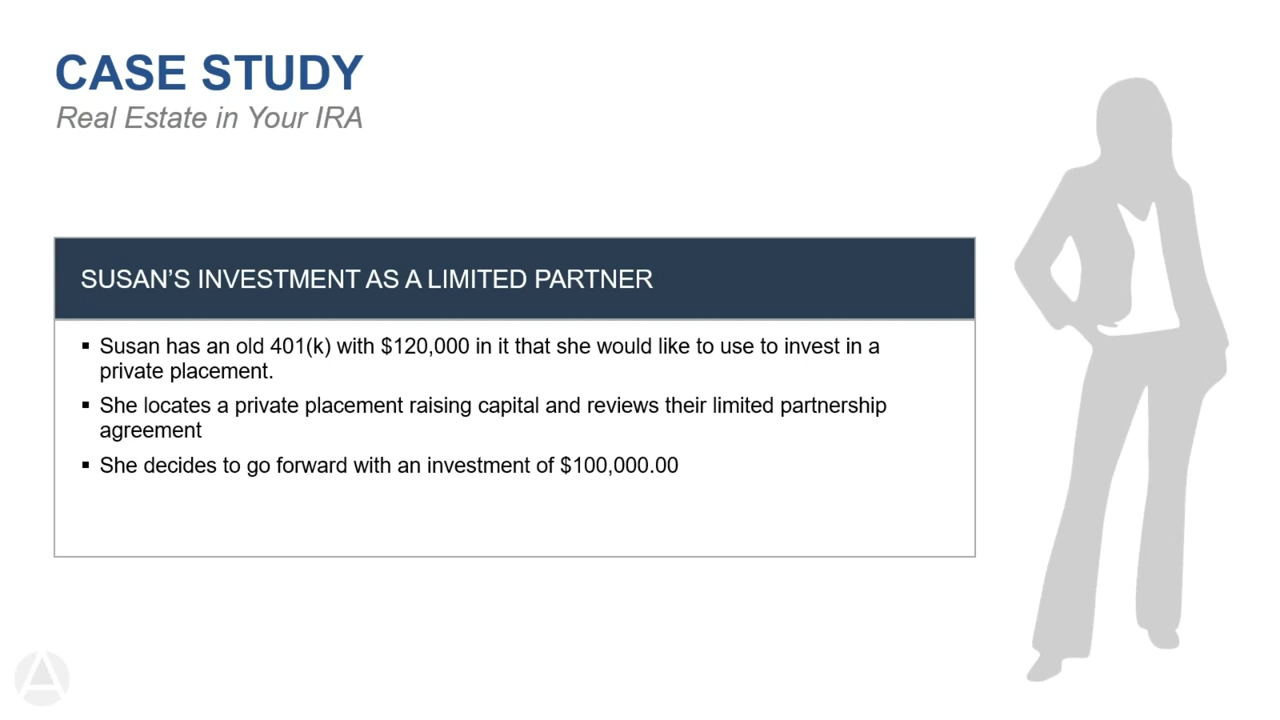 CASE STUDY
Real Estate in Your IRA
SUSAN’S INVESTMENT AS A LIMITED PARTNER
▪ Susan has an old 401(k) with $120,000 in it that she would like to use to invest in a
private placement.
▪ She locates a private placement raising capital and reviews their limited partnership
agreement
▪ She decides to go forward with an investment of $100,000.00